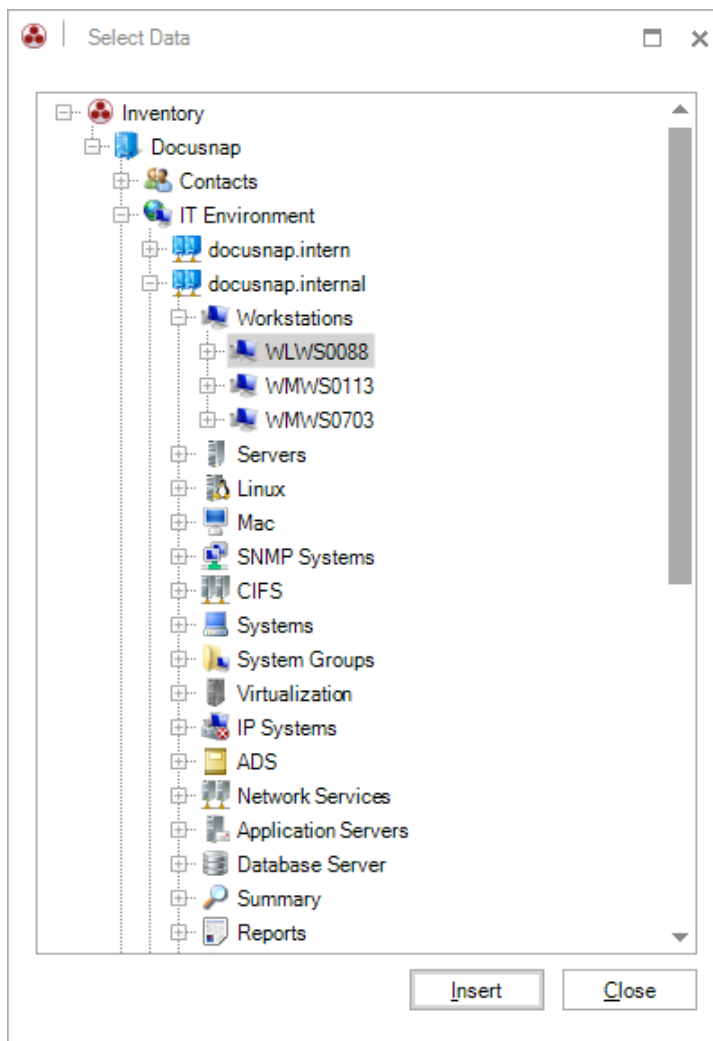 Select Data
Inventory
Docusnap
Contacts
IT Environment
docusnap.intern
docusnap.internal
Workstations
WLWS0088
WMWS0113
WMWS0703
Servers
Linux
Mac
SNMP Systems
CIFS
Systems
System Groups
Virtualization
IP Systems
ADS
Network Services
Application Servers
Database Server
Summary
Reports
Insert Close